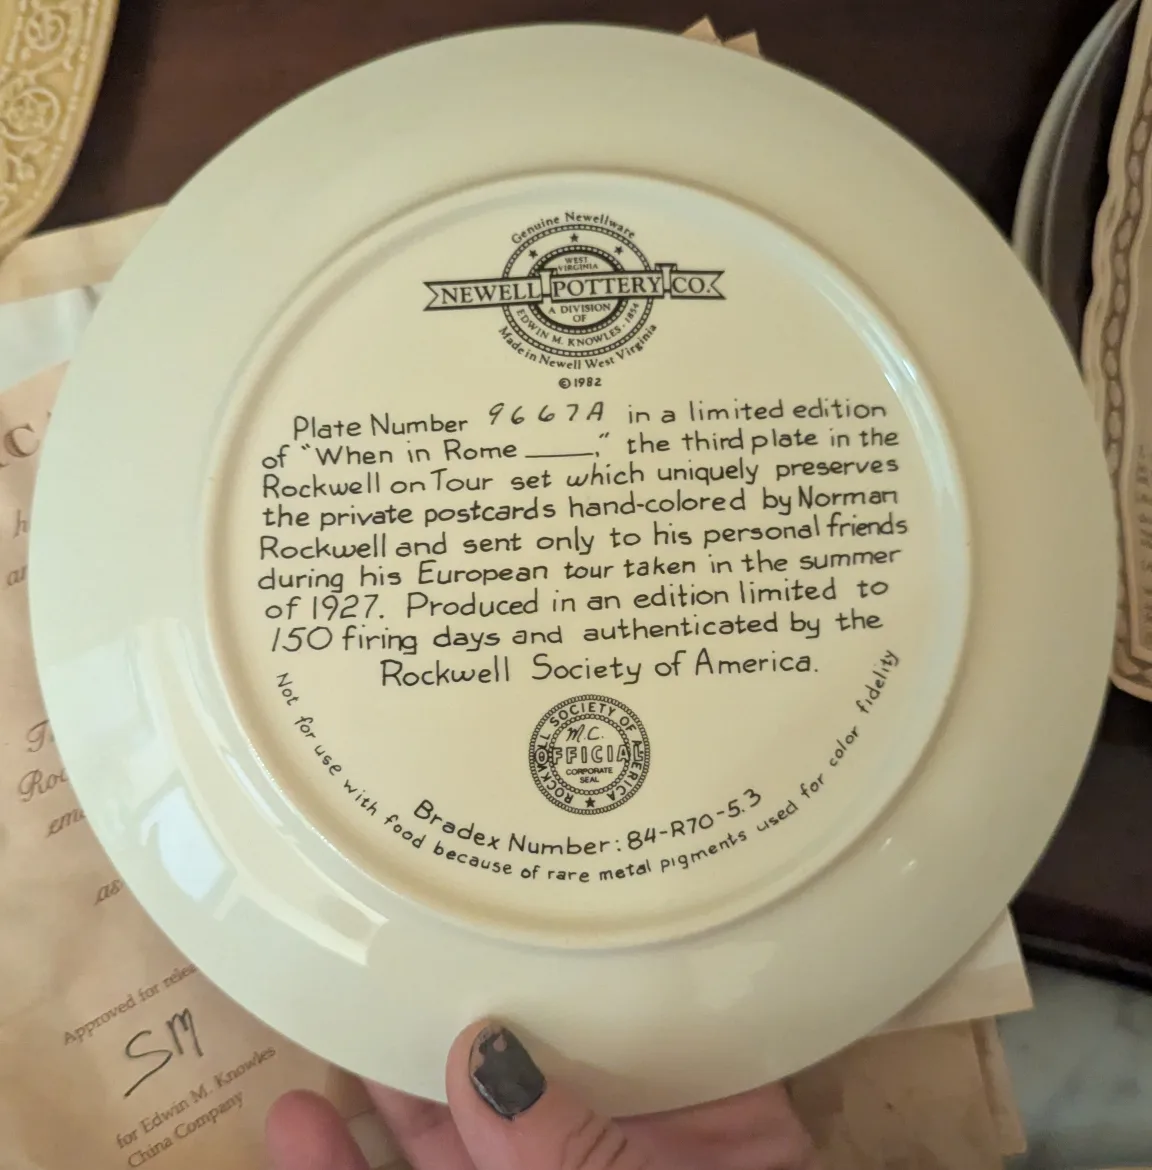 Genuine Newellware
WEST
VIRGINIA
NEWELL POTTERY CO.
A DIVISION
OF
EDWIN M. KNOWLES · 1854
Made in Newell West Virginia
©1982
Plate Number 9667A in a limited edition
of “When in Rome _____,” the third plate in the
Rockwell on Tour set which uniquely preserves
the private postcards hand-colored by Norman
Rockwell and sent only to his personal friends
during his European tour taken in the summer
of 1927. Produced in an edition limited to
150 firing days and authenticated by the
Rockwell Society of America.
ROCKWELL SOCIETY OF AMERICA
M.C.
OFFICIAL
CORPORATE
SEAL
Bradex Number: 84-R70-5.3
Not for use with food because of rare metal pigments used for color fidelity
Approved for
SM
for Edwin M. Knowles
China Company